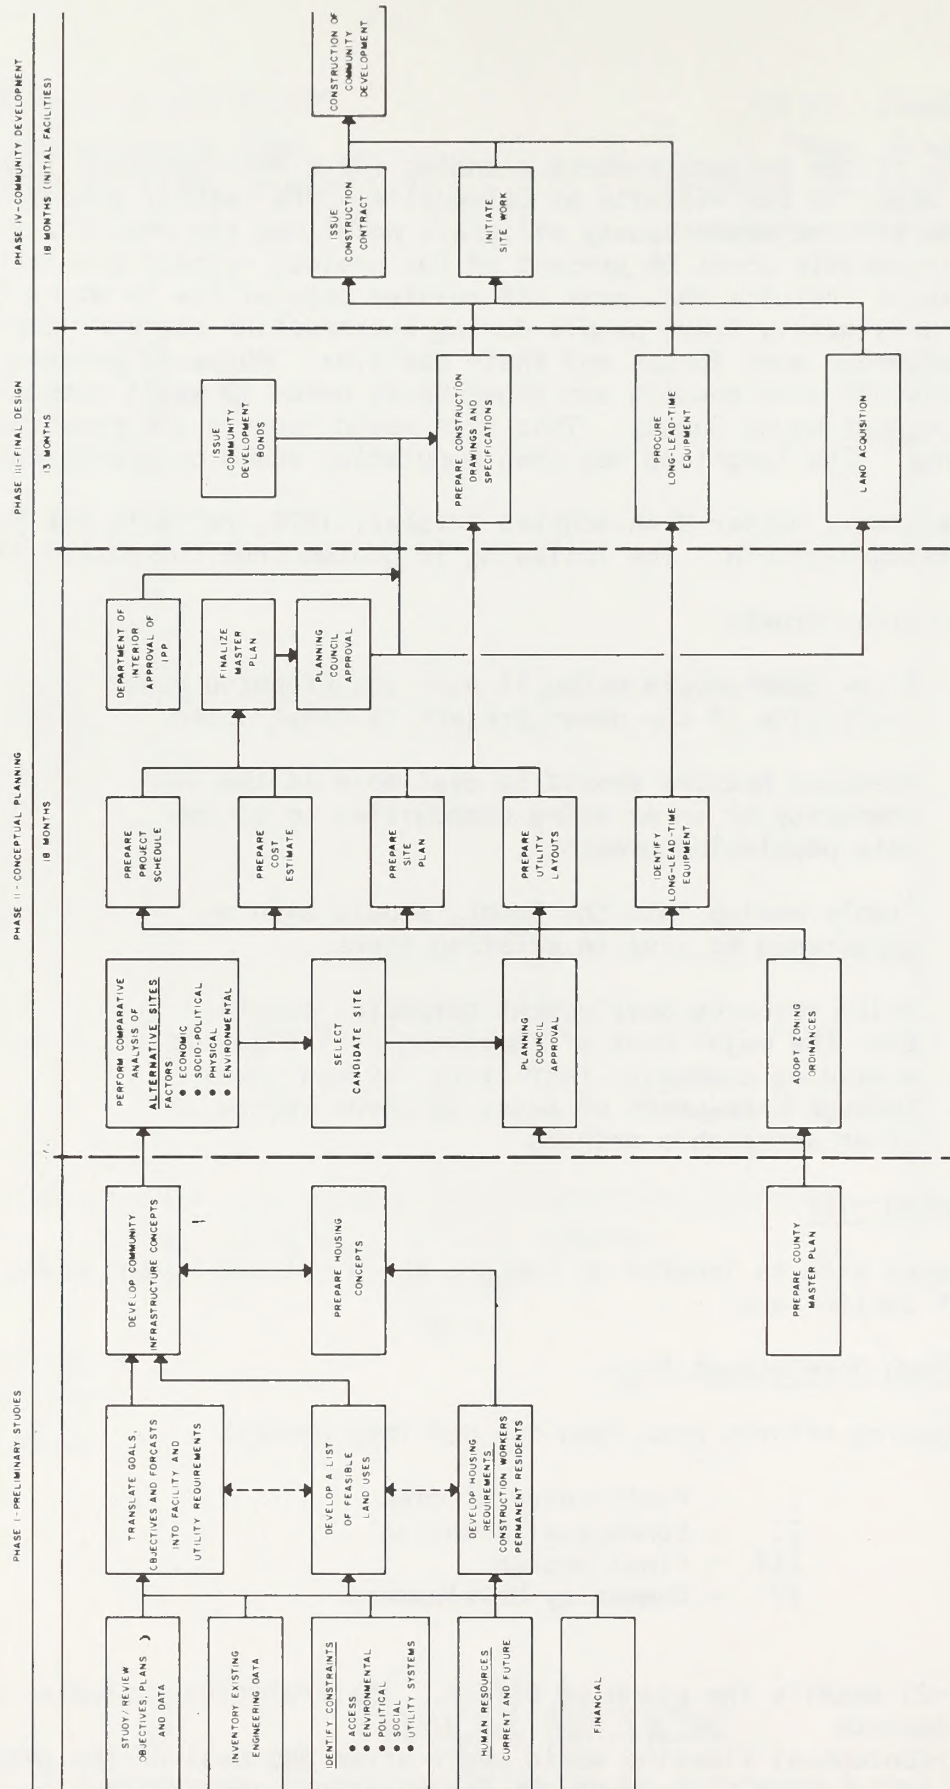 PHASE I-PRELIMINARY STUDIES
PHASE II-CONCEPTUAL PLANNING
18 MONTHS
PHASE III-FINAL DESIGN
13 MONTHS
PHASE IV-COMMUNITY DEVELOPMENT
18 MONTHS (INITIAL FACILITIES)
STUDY/REVIEW
OBJECTIVES, PLANS
AND DATA
INVENTORY EXISTING
ENGINEERING DATA
IDENTIFY CONSTRAINTS
● ACCESS
● ENVIRONMENTAL
● POLITICAL
● SOCIAL
● UTILITY SYSTEMS
HUMAN RESOURCES
CURRENT AND FUTURE
FINANCIAL
TRANSLATE GOALS,
OBJECTIVES AND FORCASTS
INTO FACILITY AND
UTILITY REQUIREMENTS
DEVELOP A LIST
OF FEASIBLE
LAND USES
DEVELOP HOUSING
REQUIREMENTS
CONSTRUCTION WORKERS
PERMANENT RESIDENTS
DEVELOP COMMUNITY
INFRASTRUCTURE CONCEPTS
PREPARE HOUSING
CONCEPTS
PREPARE COUNTY
MASTER PLAN
PERFORM COMPARATIVE
ANALYSIS OF
ALTERNATIVE SITES
FACTORS
● ECONOMIC
● SOCIO-POLITICAL
● PHYSICAL
● ENVIRONMENTAL
SELECT
CANDIDATE SITE
PLANNING
COUNCIL
APPROVAL
ADOPT ZONING
ORDINANCES
PREPARE
PROJECT
SCHEDULE
PREPARE
COST
ESTIMATE
PREPARE
SITE
PLAN
PREPARE
UTILITY
LAYOUTS
IDENTIFY
LONG-LEAD-TIME
EQUIPMENT
DEPARTMENT OF
INTERIOR
APPROVAL OF
IPP
FINALIZE
MASTER
PLAN
PLANNING
COUNCIL
APPROVAL
ISSUE
COMMUNITY
DEVELOPMENT
BONDS
PREPARE CONSTRUCTION
DRAWINGS AND
SPECIFICATIONS
PROCURE
LONG-LEAD-TIME
EQUIPMENT
LAND ACQUISITION
ISSUE
CONSTRUCTION
CONTRACT
INITIATE
SITE WORK
CONSTRUCTION OF
COMMUNITY
DEVELOPMENT